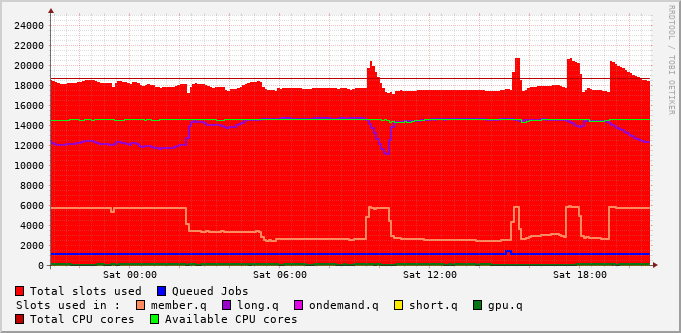 24000
22000
20000
18000
16000
14000
12000
10000
8000
6000
4000
2000
0
Sat 00:00 Sat 06:00 Sat 12:00 Sat 18:00
RRDTOOL / TOBI OETIKER
Total slots used Queued Jobs
Slots used in : member.q long.q ondemand.q short.q gpu.q
Total CPU cores Available CPU cores